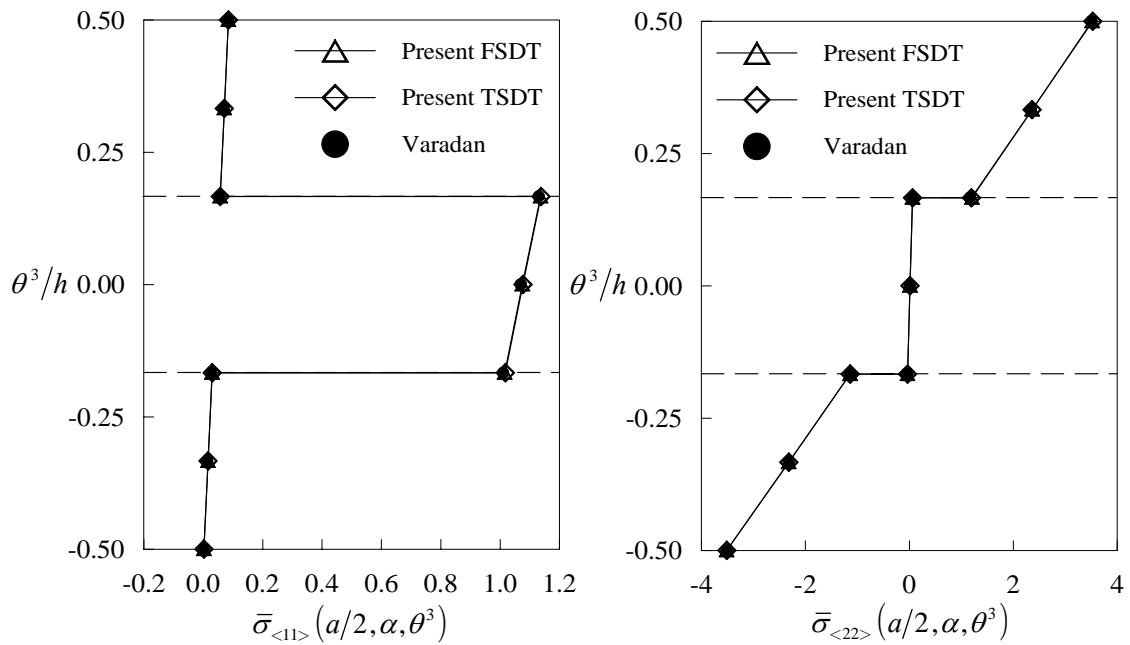 0.50
Present FSDT
Present TSDT
Varadan
0.25
θ³/h 0.00
-0.25
-0.50
-0.2 0.0 0.2 0.4 0.6 0.8 1.0 1.2
σ̅<11>(a/2,α,θ³)
0.50
Present FSDT
Present TSDT
Varadan
0.25
θ³/h 0.00
-0.25
-0.50
-4 -2 0 2 4
σ̅<22>(a/2,α,θ³)